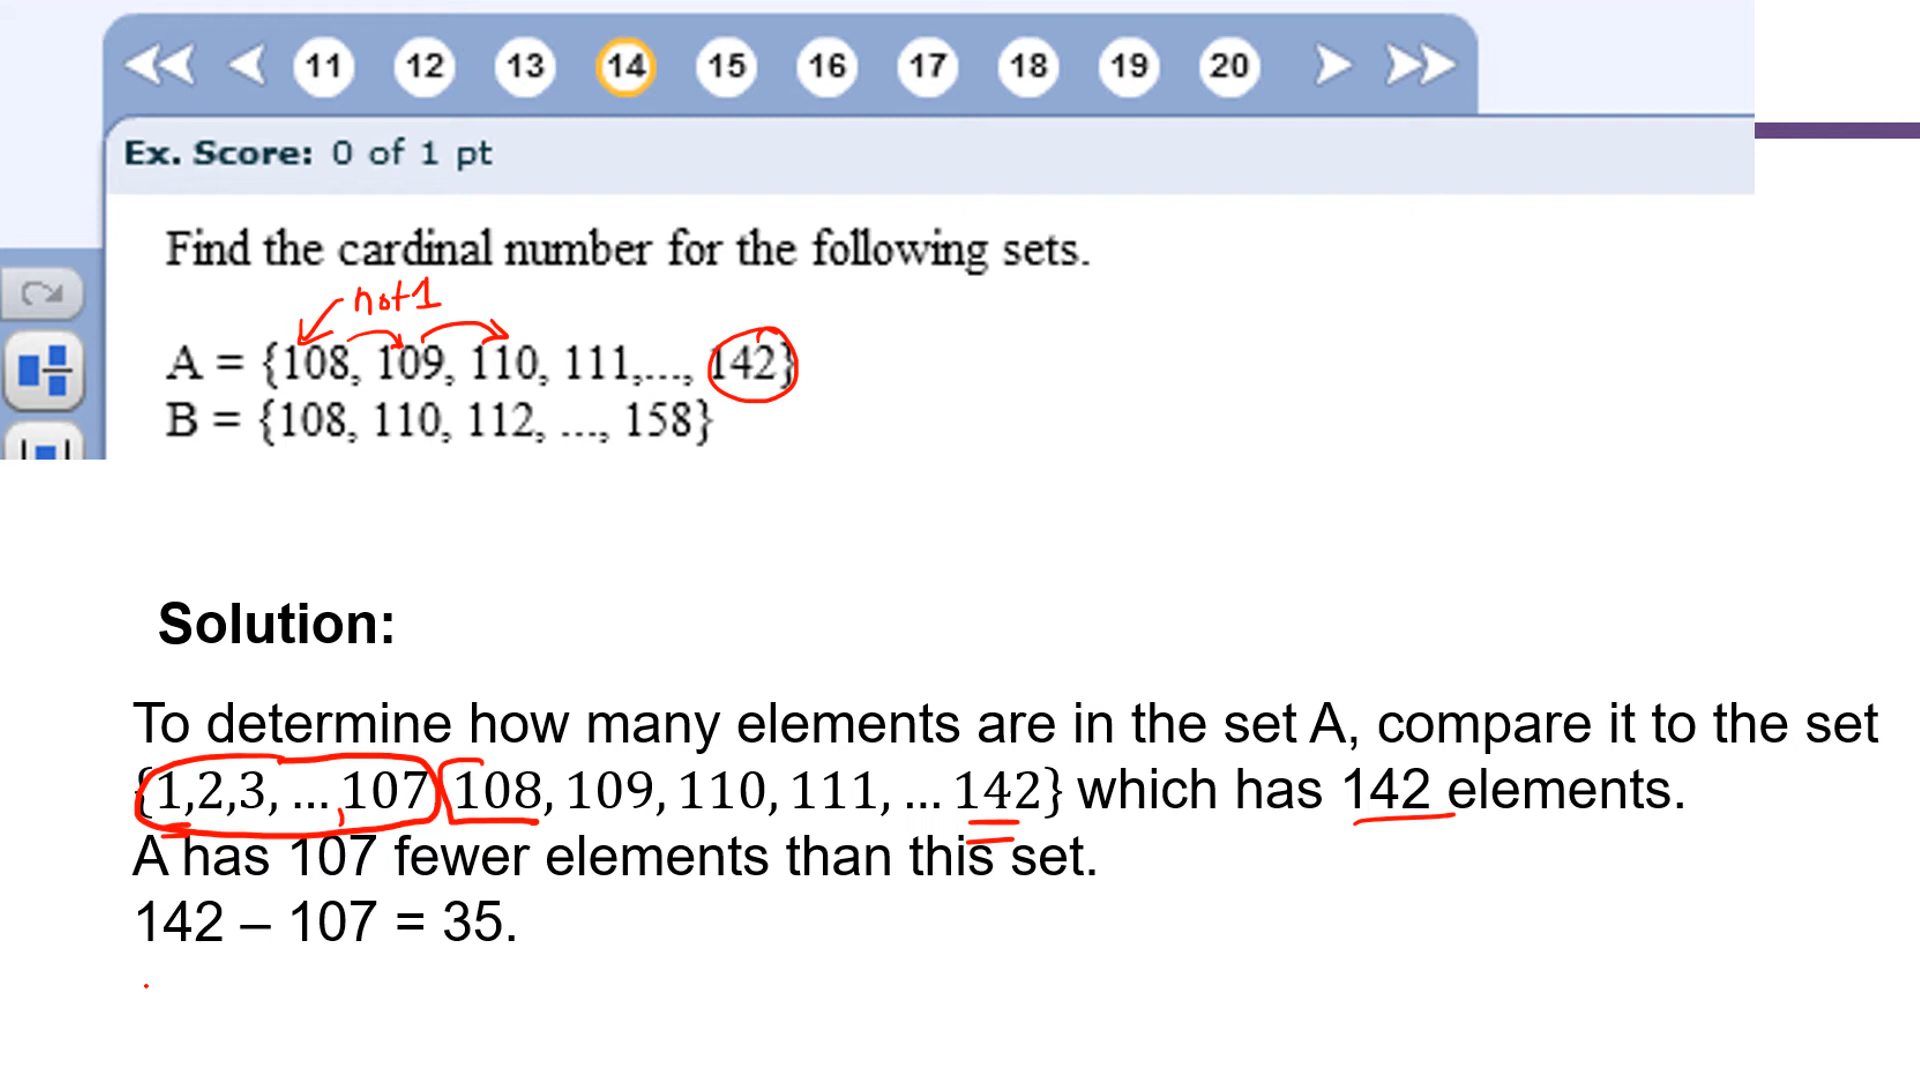 11 12 13 14 15 16 17 18 19 20
Ex. Score: 0 of 1 pt
Find the cardinal number for the following sets.
not 1
A = {108, 109, 110, 111,..., 142}
B = {108, 110, 112, ..., 158}
Solution:
To determine how many elements are in the set A, compare it to the set
{1,2,3, ... , 107, 108, 109, 110, 111, ... 142} which has 142 elements.
A has 107 fewer elements than this set.
142 – 107 = 35.